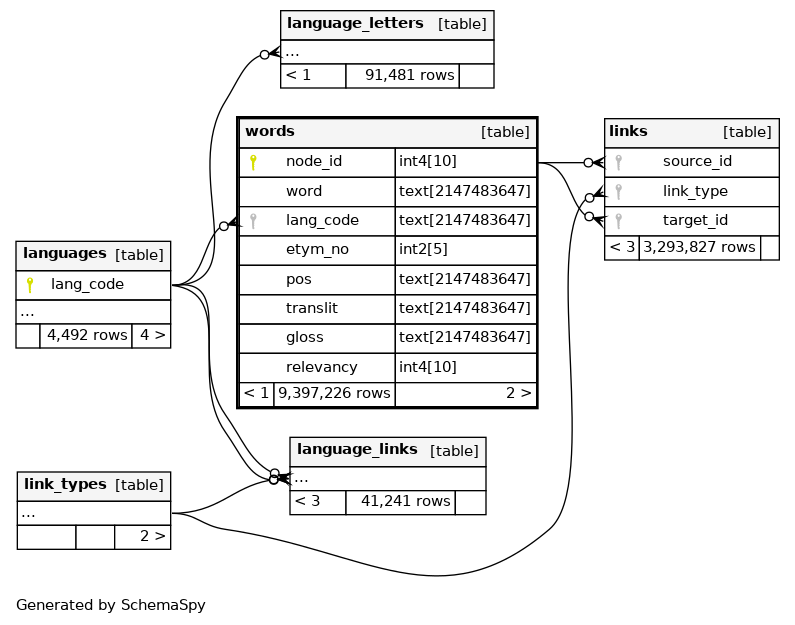 language_letters [table]
...
< 1 91,481 rows
words [table]
node_id int4[10]
word text[2147483647]
lang_code text[2147483647]
etym_no int2[5]
pos text[2147483647]
translit text[2147483647]
gloss text[2147483647]
relevancy int4[10]
< 1 9,397,226 rows 2 >
links [table]
source_id
link_type
target_id
< 3 3,293,827 rows
languages [table]
lang_code
...
4,492 rows 4 >
language_links [table]
...
< 3 41,241 rows
link_types [table]
...
2 >
Generated by SchemaSpy